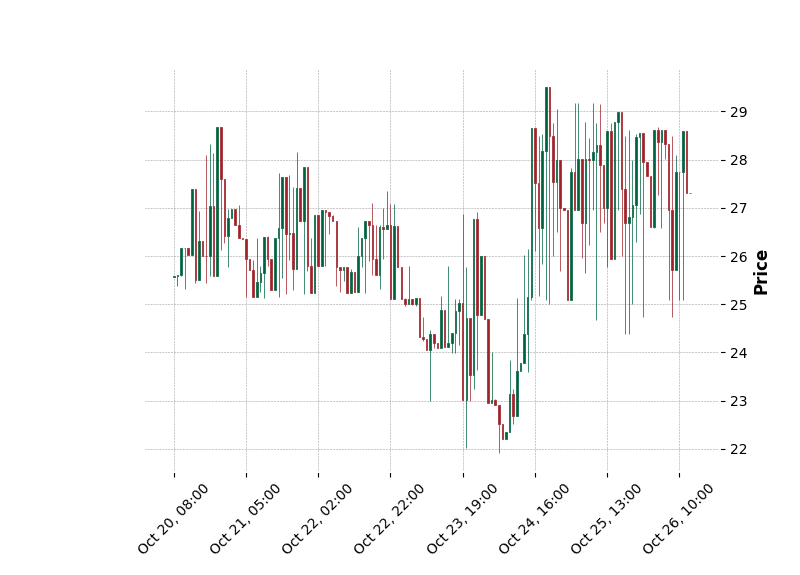 29
28
27
26
25
24
23
22
Price
Oct 20, 08:00
Oct 21, 05:00
Oct 22, 02:00
Oct 22, 22:00
Oct 23, 19:00
Oct 24, 16:00
Oct 25, 13:00
Oct 26, 10:00